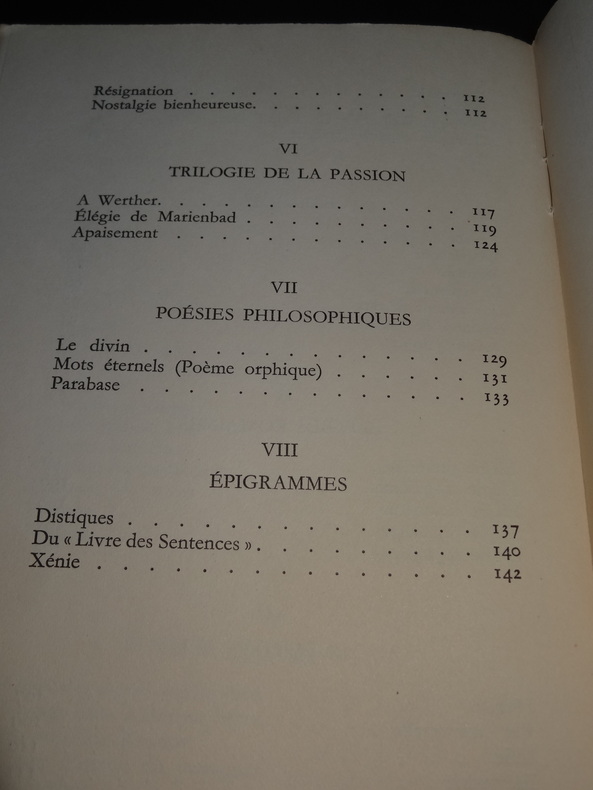 Résignation . . . . . . . . . . . . . 112
Nostalgie bienheureuse. . . . . . . . . 112
VI
TRILOGIE DE LA PASSION
A Werther. . . . . . . . . . . . . 117
Élégie de Marienbad . . . . . . . . . 119
Apaisement . . . . . . . . . . . . 124
VII
POÉSIES PHILOSOPHIQUES
Le divin . . . . . . . . . . . . . 129
Mots éternels (Poème orphique) . . . . . . 131
Parabase . . . . . . . . . . . . . 133
VIII
ÉPIGRAMMES
Distiques . . . . . . . . . . . . . . 137
Du « Livre des Sentences ». . . . . . . . . 140
Xénie . . . . . . . . . . . . . . . 142